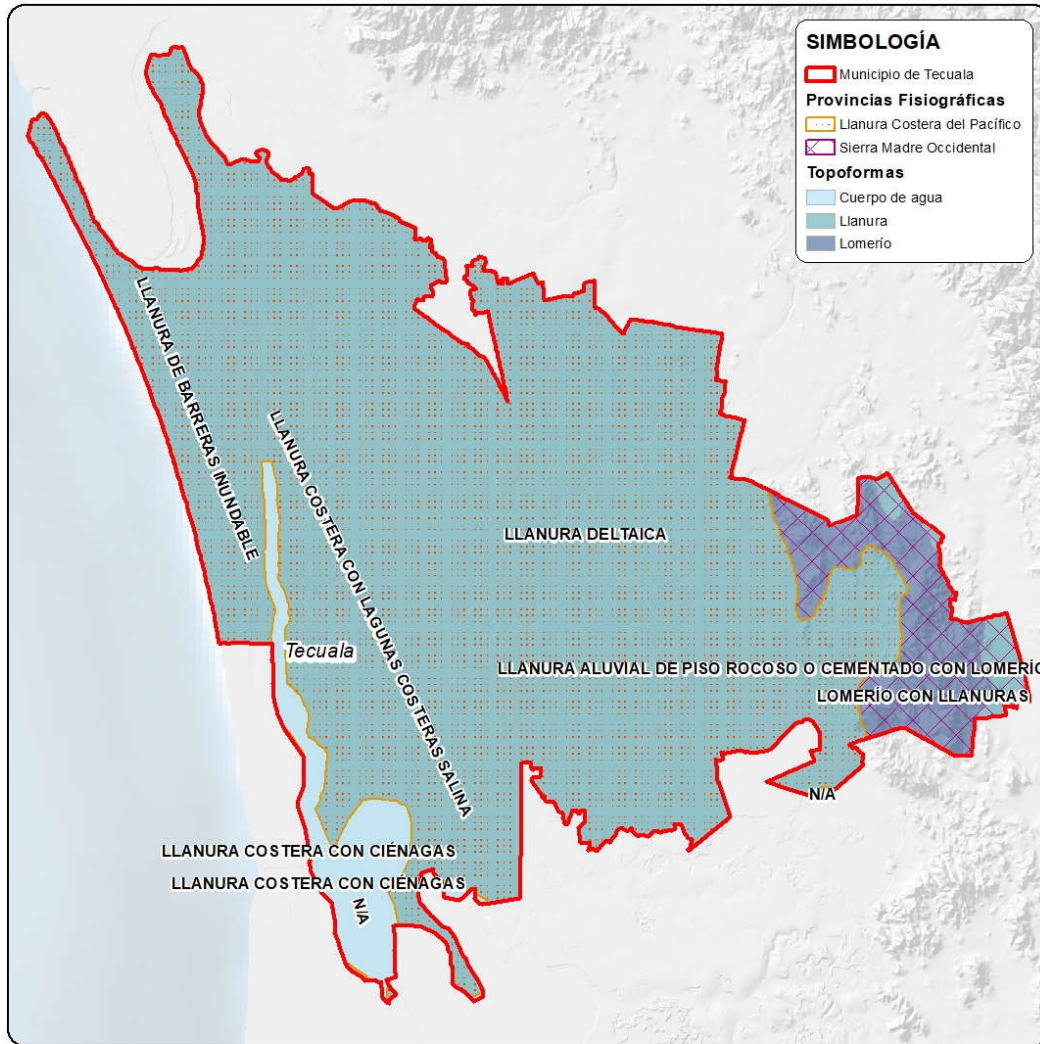 SIMBOLOGÍA
Municipio de Tecuala
Provincias Fisiográficas
Llanura Costera del Pacífico
Sierra Madre Occidental
Topoformas
Cuerpo de agua
Llanura
Lomerío
LLANURA DE BARRERAS INUNDABLE
LLANURA COSTERA CON LAGUNAS COSTERAS SALINA
LLANURA DELTAICA
Tecuala
LLANURA ALUVIAL DE PISO ROCOSO O CEMENTADO CON LOMERÍO
LOMERÍO CON LLANURAS
N/A
LLANURA COSTERA CON CIÉNAGAS
LLANURA COSTERA CON CIÉNAGAS
N/A